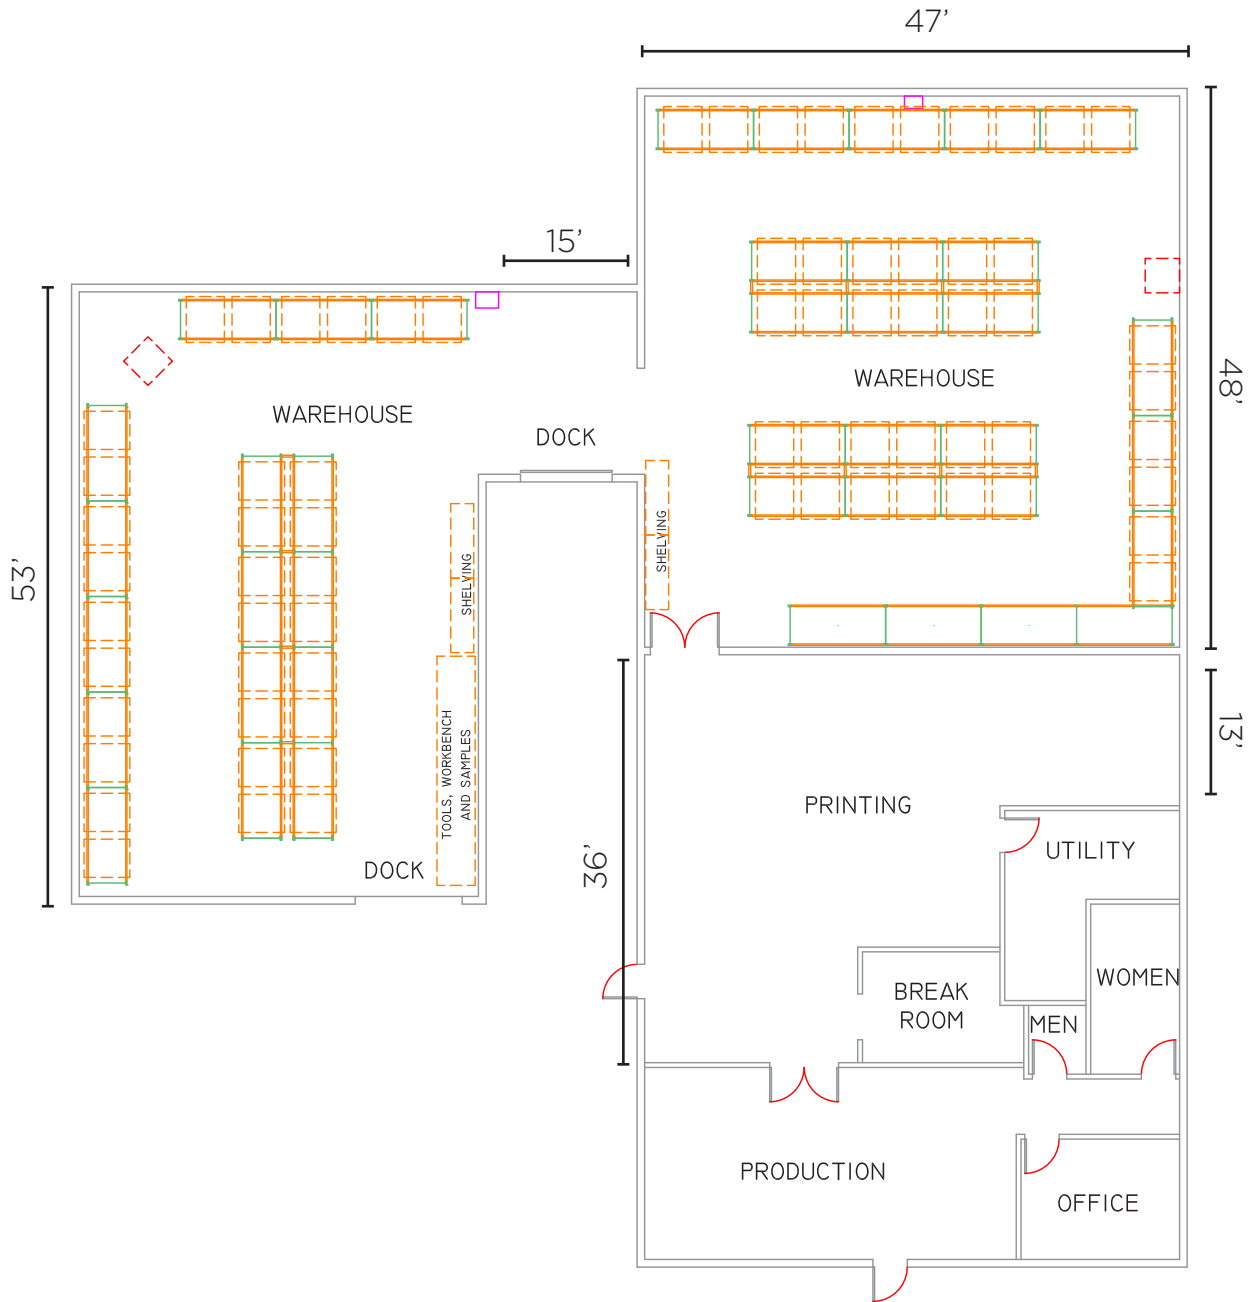 47'
15'
48'
WAREHOUSE
WAREHOUSE
DOCK
SHELVING
SHELVING
53'
TOOLS, WORKBENCH
AND SAMPLES
13'
PRINTING
UTILITY
36'
DOCK
WOMEN
BREAK
ROOM
MEN
PRODUCTION
OFFICE